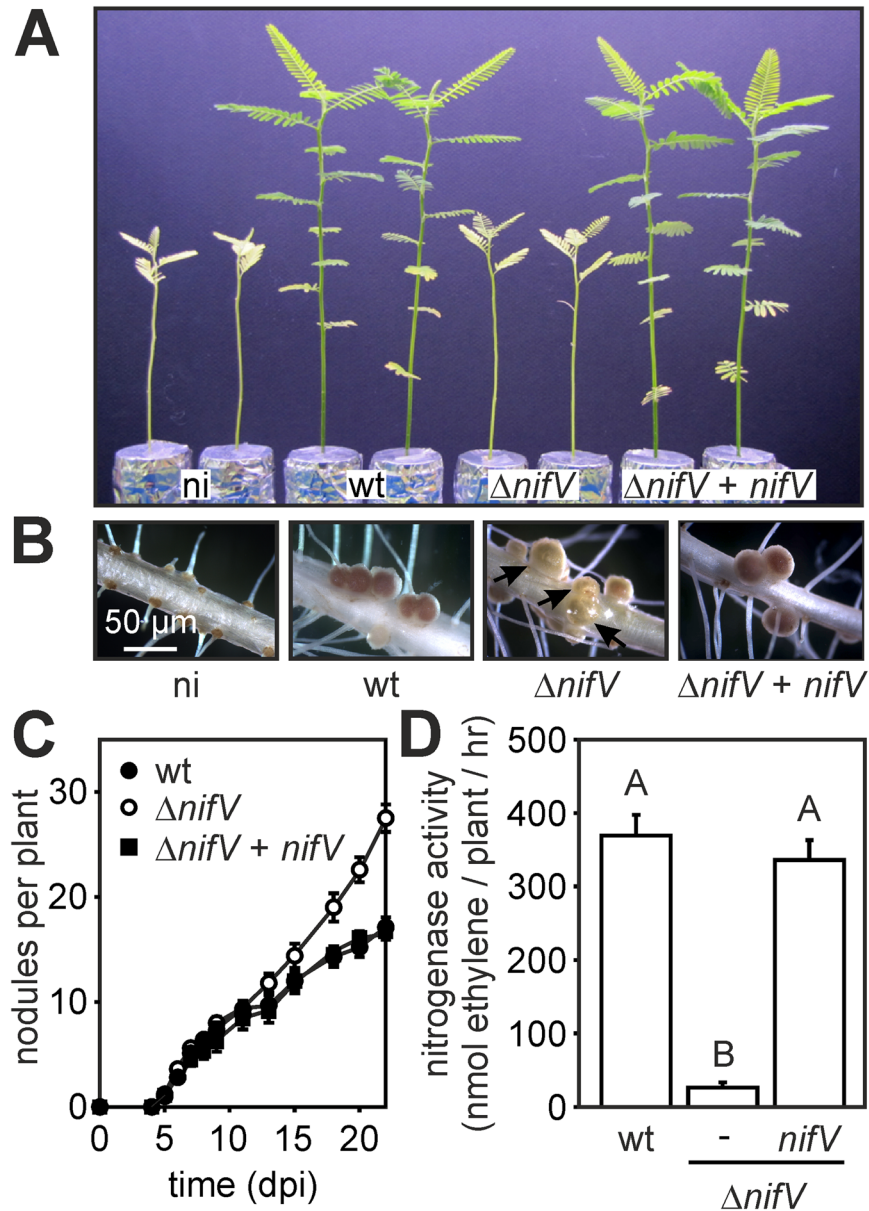 A
ni wt ΔnifV ΔnifV + nifV
B
50 µm
ni wt ΔnifV ΔnifV + nifV
C
nodules per plant
30
20
10
0
wt
ΔnifV
ΔnifV + nifV
0 5 10 15 20
time (dpi)
D
nitrogenase activity
(nmol ethylene / plant / hr)
500
400
300
200
100
0
A
B
A
wt - nifV
ΔnifV